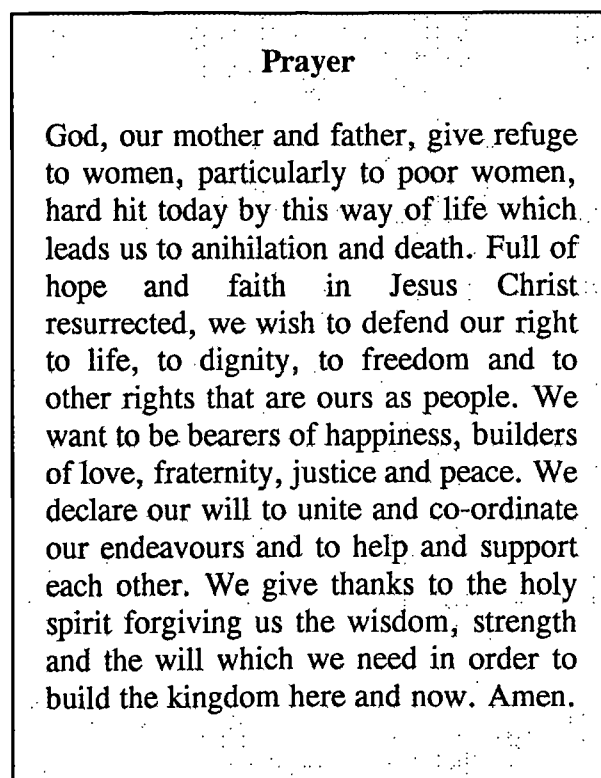 Prayer
God, our mother and father, give refuge
to women, particularly to poor women,
hard hit today by this way of life which
leads us to anihilation and death. Full of
hope and faith in Jesus Christ
resurrected, we wish to defend our right
to life, to dignity, to freedom and to
other rights that are ours as people. We
want to be bearers of happiness, builders
of love, fraternity, justice and peace. We
declare our will to unite and co-ordinate
our endeavours and to help and support
each other. We give thanks to the holy
spirit forgiving us the wisdom, strength
and the will which we need in order to
build the kingdom here and now. Amen.